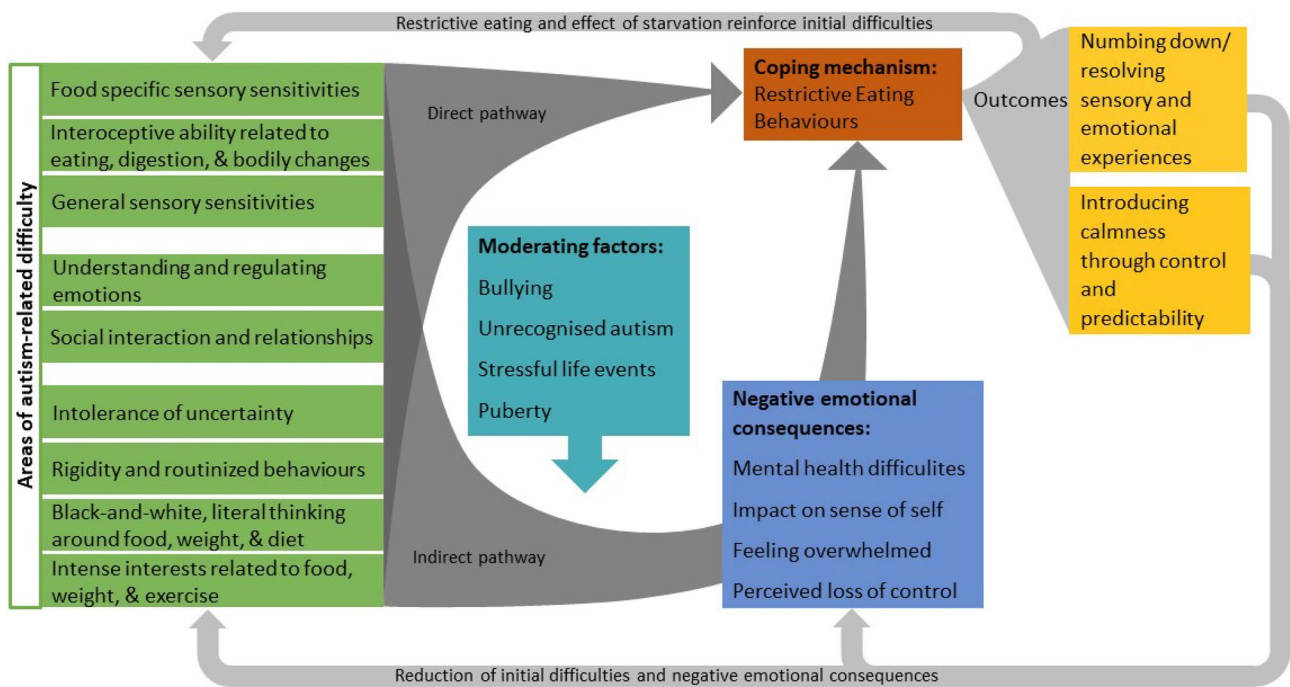 Restrictive eating and effect of starvation reinforce initial difficulties
Areas of autism-related difficulty
Food specific sensory sensitivities
Interoceptive ability related to
eating, digestion, & bodily changes
General sensory sensitivities
Understanding and regulating
emotions
Social interaction and relationships
Intolerance of uncertainty
Rigidity and routinized behaviours
Black-and-white, literal thinking
around food, weight, & diet
Intense interests related to food,
weight, & exercise
Direct pathway
Indirect pathway
Moderating factors:
Bullying
Unrecognised autism
Stressful life events
Puberty
Coping mechanism:
Restrictive Eating
Behaviours
Negative emotional
consequences:
Mental health difficulites
Impact on sense of self
Feeling overwhelmed
Perceived loss of control
Outcomes
Numbing down/
resolving
sensory and
emotional
experiences
Introducing
calmness
through control
and
predictability
Reduction of initial difficulties and negative emotional consequences